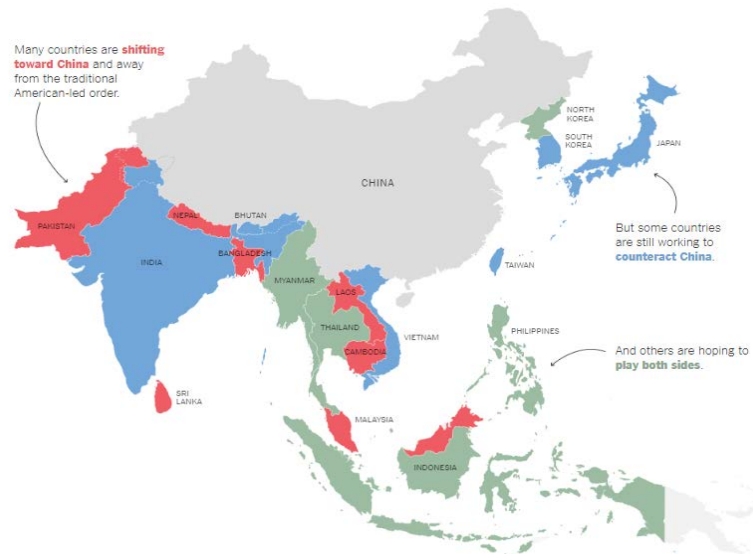 Many countries are shifting
toward China and away
from the traditional
American-led order.
NORTH
KOREA
SOUTH
KOREA
JAPAN
CHINA
PAKISTAN
NEPAL
BHUTAN
BANGLADESH
INDIA
MYANMAR
LAOS
THAILAND
CAMBODIA
VIETNAM
TAIWAN
But some countries
are still working to
counteract China.
PHILIPPINES
And others are hoping to
play both sides.
SRI
LANKA
MALAYSIA
INDONESIA